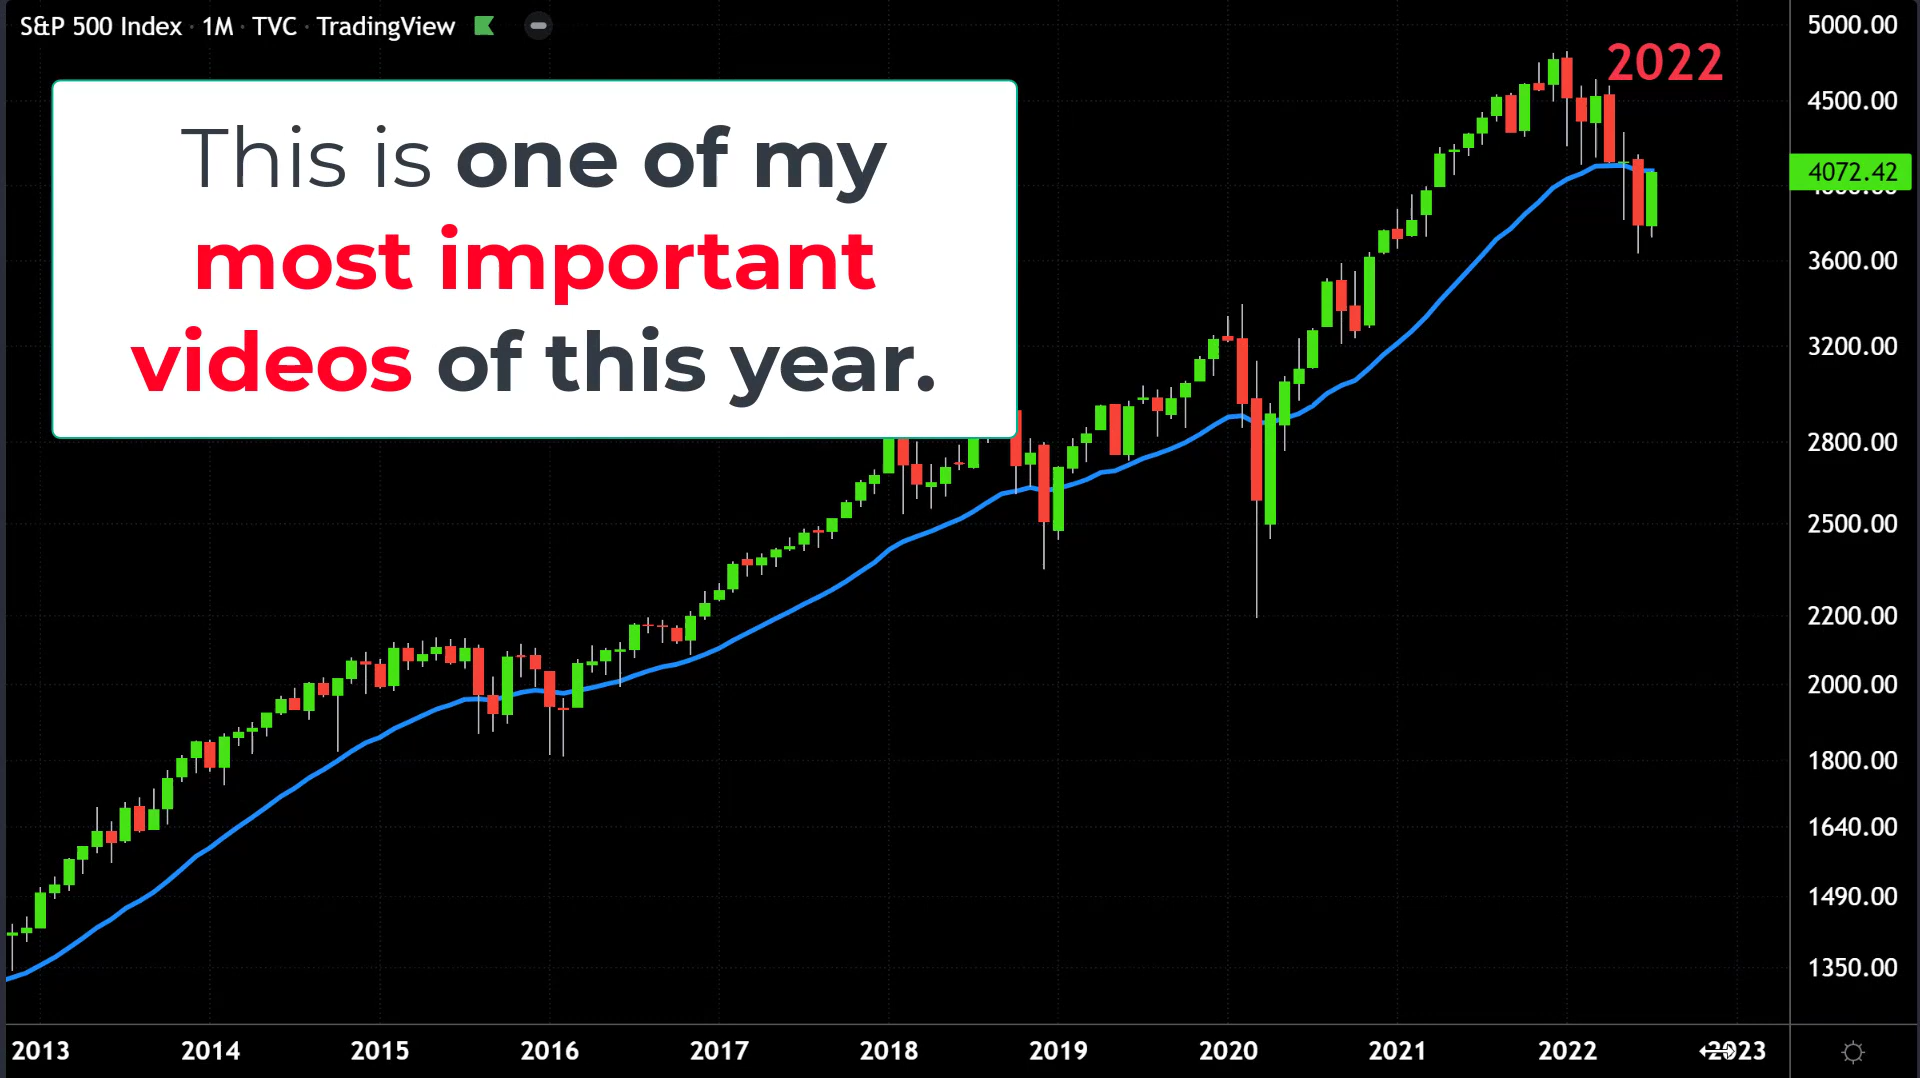 S&P 500 Index · 1M · TVC · TradingView
This is one of my
most important
videos of this year.
2022
5000.00
4500.00
4072.42
3600.00
3200.00
2800.00
2500.00
2200.00
2000.00
1800.00
1640.00
1490.00
1350.00
2013 2014 2015 2016 2017 2018 2019 2020 2021 2022 2023